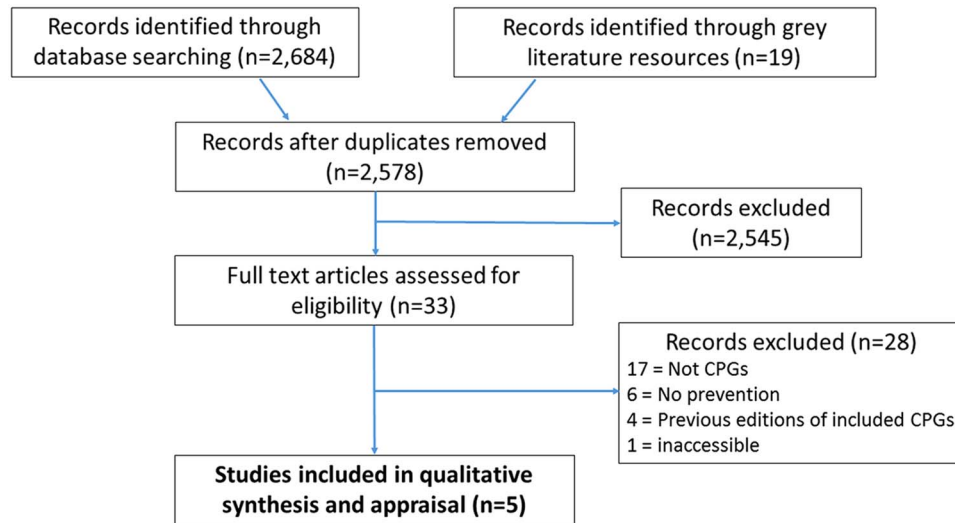 Records identified through
database searching (n=2,684)
Records identified through grey
literature resources (n=19)
Records after duplicates removed
(n=2,578)
Records excluded
(n=2,545)
Full text articles assessed for
eligibility (n=33)
Records excluded (n=28)
17 = Not CPGs
6 = No prevention
4 = Previous editions of included CPGs
1 = inaccessible
Studies included in qualitative
synthesis and appraisal (n=5)